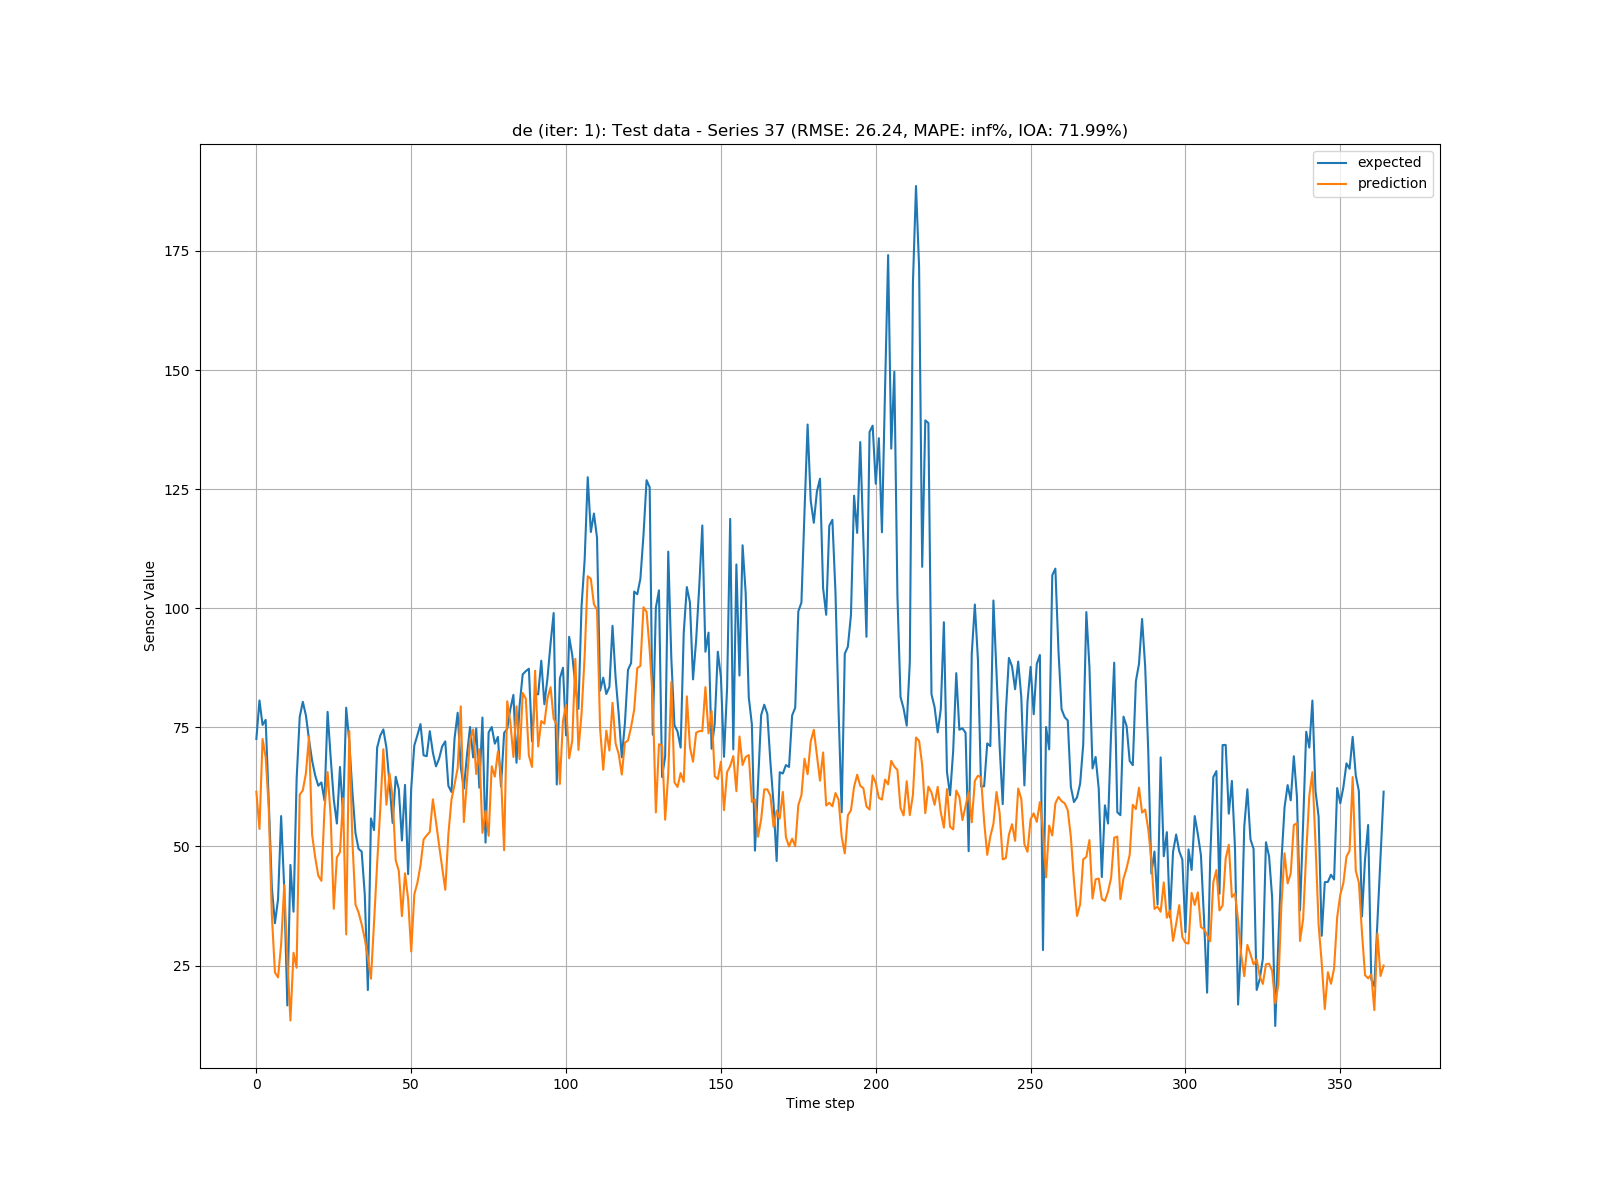 de (iter: 1): Test data - Series 37 (RMSE: 26.24, MAPE: inf%, IOA: 71.99%)
expected
prediction
175
150
125
100
75
50
25
Sensor Value
0 50 100 150 200 250 300 350
Time step